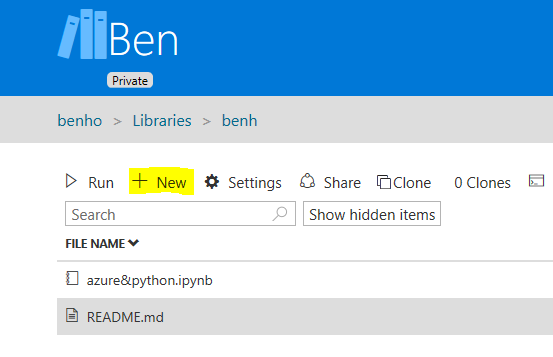 Ben
Private
benho > Libraries > benh
Run + New Settings Share Clone 0 Clones
Search Show hidden items
FILE NAME
azure&python.ipynb
README.md